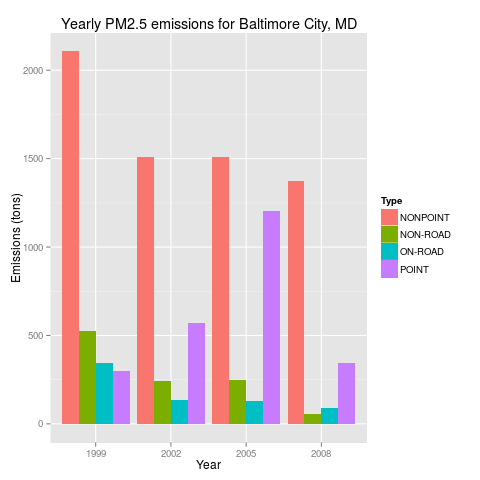 Yearly PM2.5 emissions for Baltimore City, MD
Emissions (tons)
2000
1500
1000
500
0
1999
2002
2005
2008
Year
Type
NONPOINT
NON-ROAD
ON-ROAD
POINT